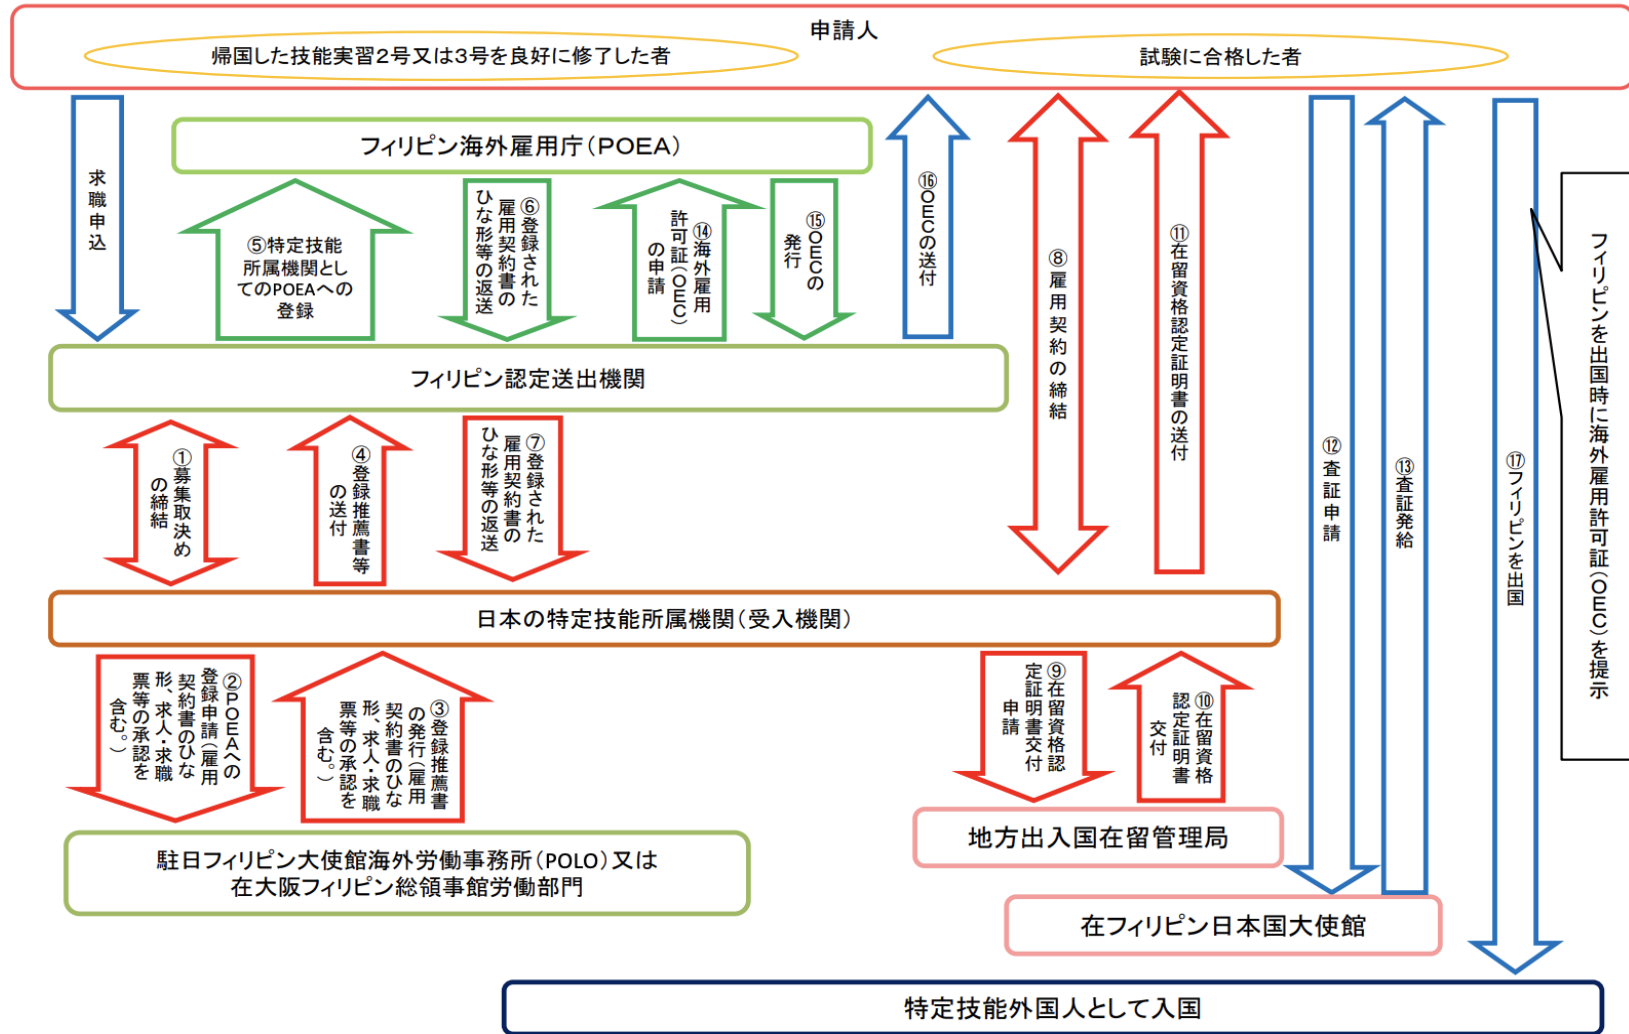 申請人
帰国した技能実習2号又は3号を良好に修了した者
試験に合格した者
求職申込
フィリピン海外雇用庁(POEA)
⑤特定技能
所属機関とし
てのPOEAへの
登録
⑥登録された
雇用契約書の
ひな形等の返送
⑭海外雇用
許可証(OEC)
の申請
⑮OECの
発行
⑯OECの送付
⑧雇用契約の締結
⑪在留資格認定証明書の送付
⑫査証申請
⑬査証発給
⑰フィリピンを出国
フィリピンを出国時に海外雇用許可証(OEC)を提示
フィリピン認定送出機関
①募集取決め
の締結
④登録推薦書等
の送付
⑦登録された
雇用契約書の
ひな形等の返送
日本の特定技能所属機関(受入機関)
②POEAへの
登録申請(雇用
契約書のひな
形、求人・求職
票等の承認を
含む。)
③登録推薦書
の発行(雇用
契約書のひな
形、求人・求職
票等の承認を
含む。)
⑨在留資格認
定証明書交付
申請
⑩在留資格
認定証明書
交付
駐日フィリピン大使館海外労働事務所(POLO)又は
在大阪フィリピン総領事館労働部門
地方出入国在留管理局
在フィリピン日本国大使館
特定技能外国人として入国